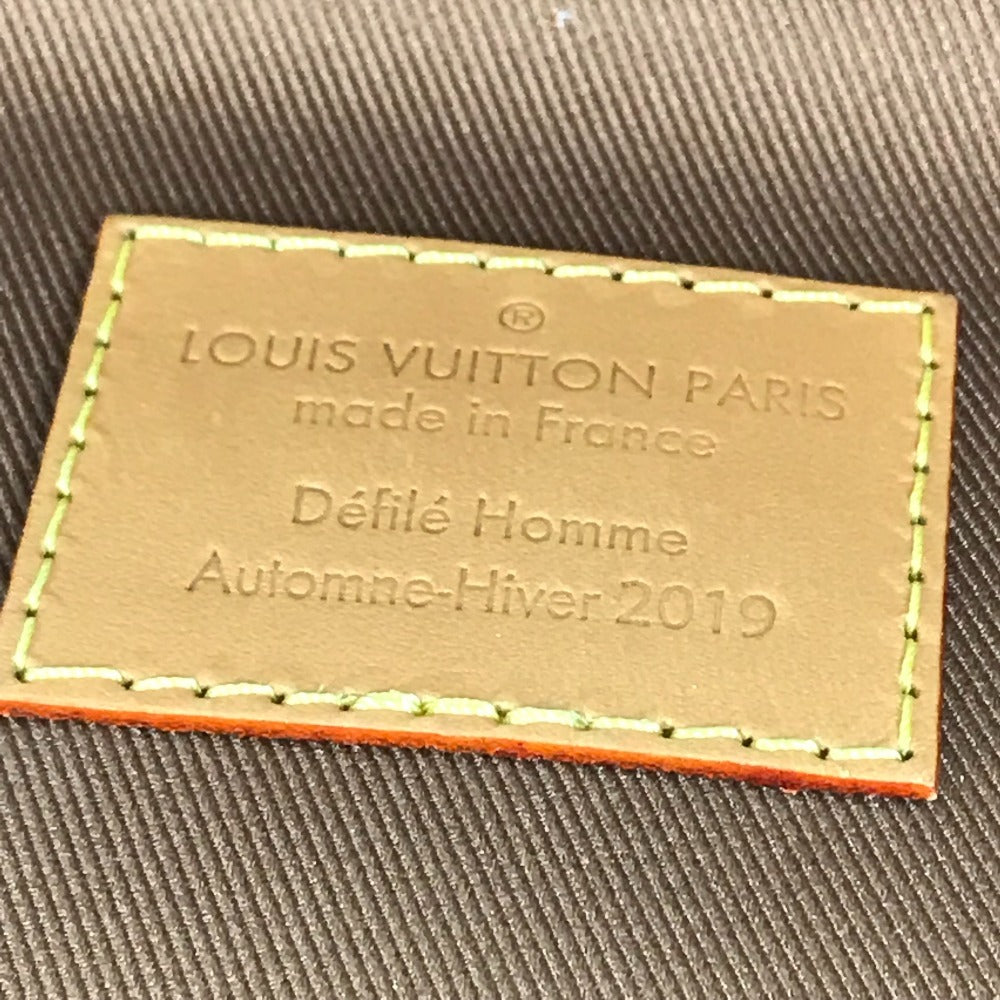 ®
LOUIS VUITTON PARIS
made in France
Défilé Homme
Automne-Hiver 2019